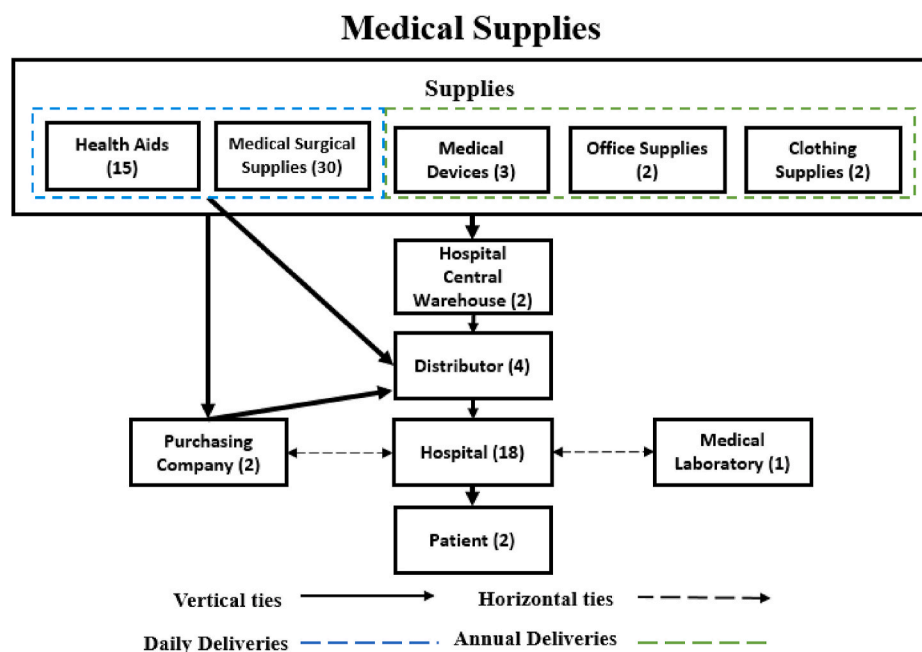 Medical Supplies
Supplies
Health Aids
(15)
Medical Surgical
Supplies (30)
Medical
Devices (3)
Office Supplies
(2)
Clothing
Supplies (2)
Hospital
Central
Warehouse (2)
Distributor (4)
Purchasing
Company (2)
Hospital (18)
Medical
Laboratory (1)
Patient (2)
Vertical ties
Horizontal ties
Daily Deliveries
Annual Deliveries